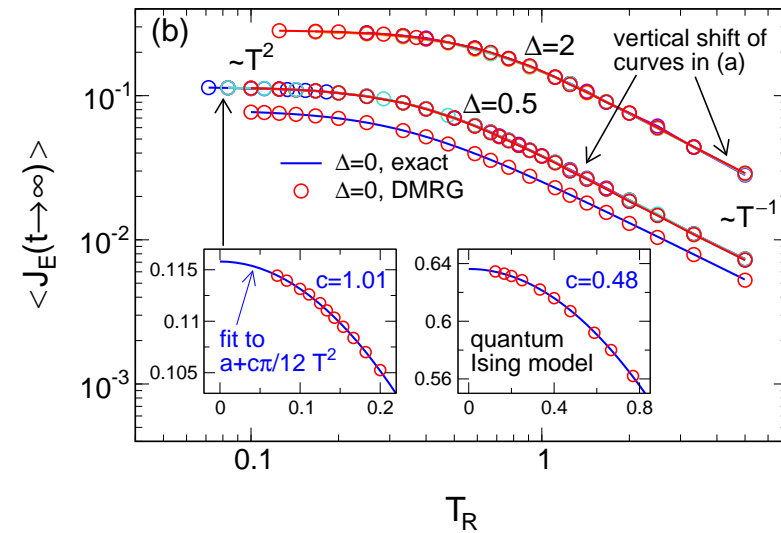 (b)
~T²
Δ=2
vertical shift of
curves in (a)
Δ=0.5
Δ=0, exact
Δ=0, DMRG
~T⁻¹
10⁻¹
10⁻²
10⁻³
<J_E(t→∞)>
0.115
0.11
0.105
c=1.01
fit to
a+cπ/12 T²
0 0.1 0.2
0.64
0.6
0.56
c=0.48
quantum
Ising model
0 0.4 0.8
0.1 1
T_R